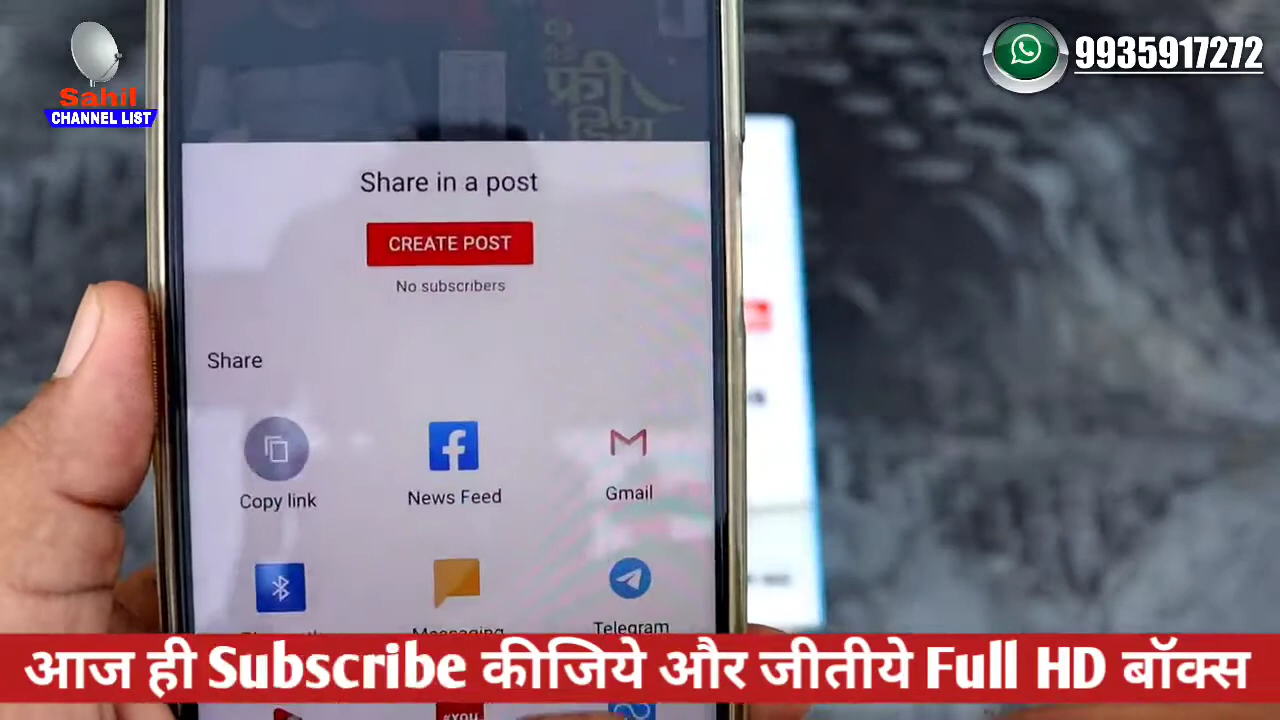 Sahil
CHANNEL LIST
9935917272
फ्री
डिश
Share in a post
CREATE POST
No subscribers
Share
Copy link
News Feed
Gmail
Telegram
आज ही Subscribe कीजिये और जीतीये Full HD बॉक्स